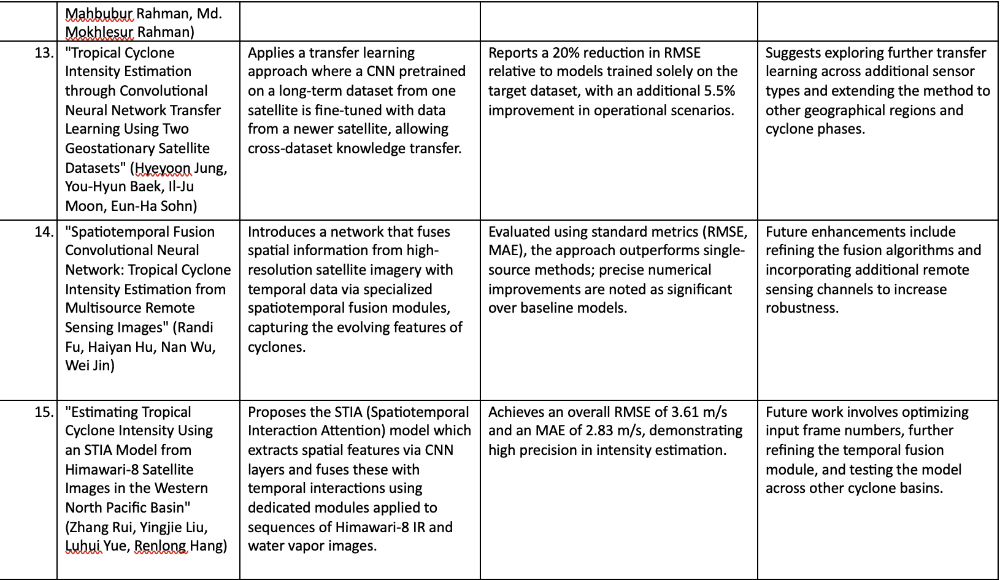 Mahbubur Rahman, Md.
Mokhlesur Rahman)
13.
"Tropical Cyclone
Intensity Estimation
through Convolutional
Neural Network Transfer
Learning Using Two
Geostationary Satellite
Datasets" (Hyeyoon Jung,
You-Hyun Baek, Il-Ju
Moon, Eun-Ha Sohn)
Applies a transfer learning
approach where a CNN pretrained
on a long-term dataset from one
satellite is fine-tuned with data
from a newer satellite, allowing
cross-dataset knowledge transfer.
Reports a 20% reduction in RMSE
relative to models trained solely on the
target dataset, with an additional 5.5%
improvement in operational scenarios.
Suggests exploring further transfer
learning across additional sensor
types and extending the method to
other geographical regions and
cyclone phases.
14.
"Spatiotemporal Fusion
Convolutional Neural
Network: Tropical Cyclone
Intensity Estimation from
Multisource Remote
Sensing Images" (Randi
Fu, Haiyan Hu, Nan Wu,
Wei Jin)
Introduces a network that fuses
spatial information from high-
resolution satellite imagery with
temporal data via specialized
spatiotemporal fusion modules,
capturing the evolving features of
cyclones.
Evaluated using standard metrics (RMSE,
MAE), the approach outperforms single-
source methods; precise numerical
improvements are noted as significant
over baseline models.
Future enhancements include
refining the fusion algorithms and
incorporating additional remote
sensing channels to increase
robustness.
15.
"Estimating Tropical
Cyclone Intensity Using
an STIA Model from
Himawari-8 Satellite
Images in the Western
North Pacific Basin"
(Zhang Rui, Yingjie Liu,
Luhui Yue, Renlong Hang)
Proposes the STIA (Spatiotemporal
Interaction Attention) model which
extracts spatial features via CNN
layers and fuses these with
temporal interactions using
dedicated modules applied to
sequences of Himawari-8 IR and
water vapor images.
Achieves an overall RMSE of 3.61 m/s
and an MAE of 2.83 m/s, demonstrating
high precision in intensity estimation.
Future work involves optimizing
input frame numbers, further
refining the temporal fusion
module, and testing the model
across other cyclone basins.